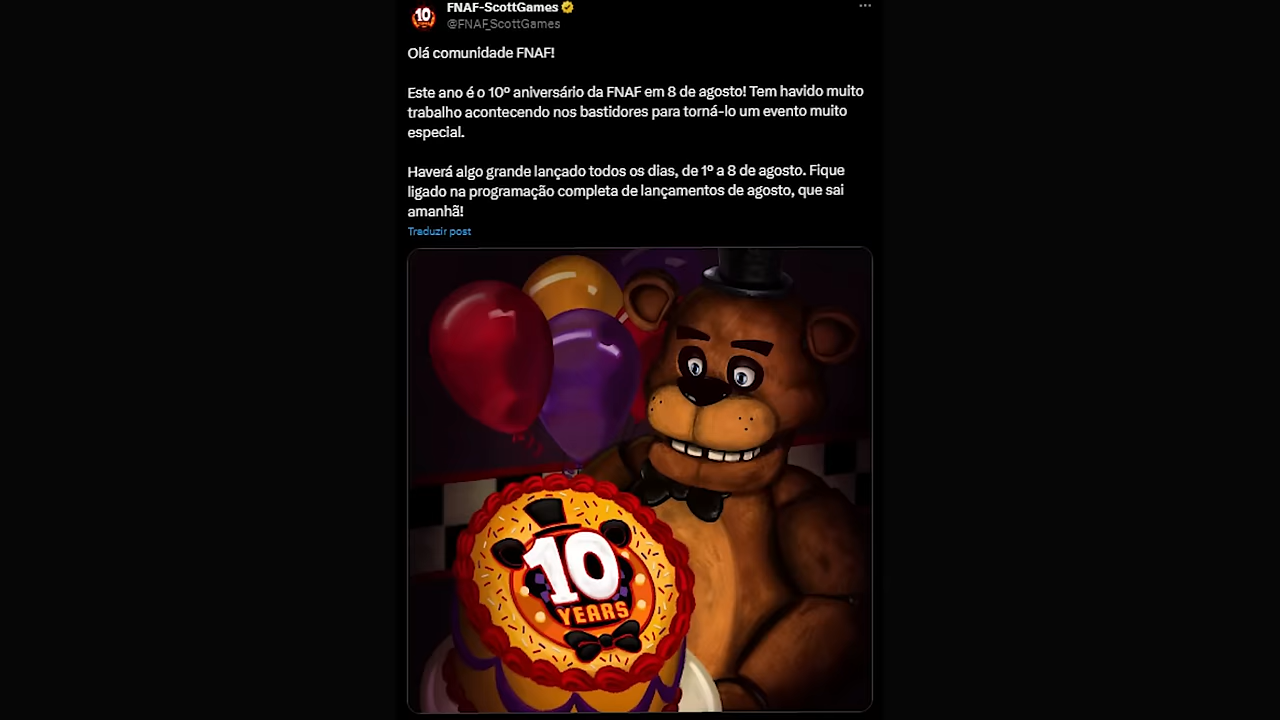 FNAF-ScottGames
@FNAF_ScottGames
Olá comunidade FNAF!
Este ano é o 10º aniversário da FNAF em 8 de agosto! Tem havido muito
trabalho acontecendo nos bastidores para torná-lo um evento muito
especial.
Haverá algo grande lançado todos os dias, de 1º a 8 de agosto. Fique
ligado na programação completa de lançamentos de agosto, que sai
amanhã!
Traduzir post
10
YEARS